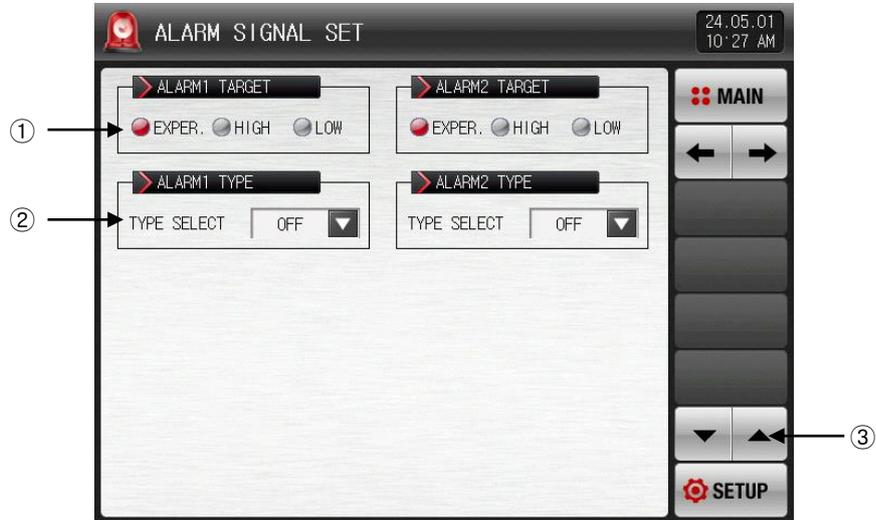 ALARM SIGNAL SET
24.05.01
10:27 AM
ALARM1 TARGET
ALARM2 TARGET
MAIN
① EXPER. HIGH LOW
EXPER. HIGH LOW
ALARM1 TYPE
ALARM2 TYPE
② TYPE SELECT OFF
TYPE SELECT OFF
③
SETUP